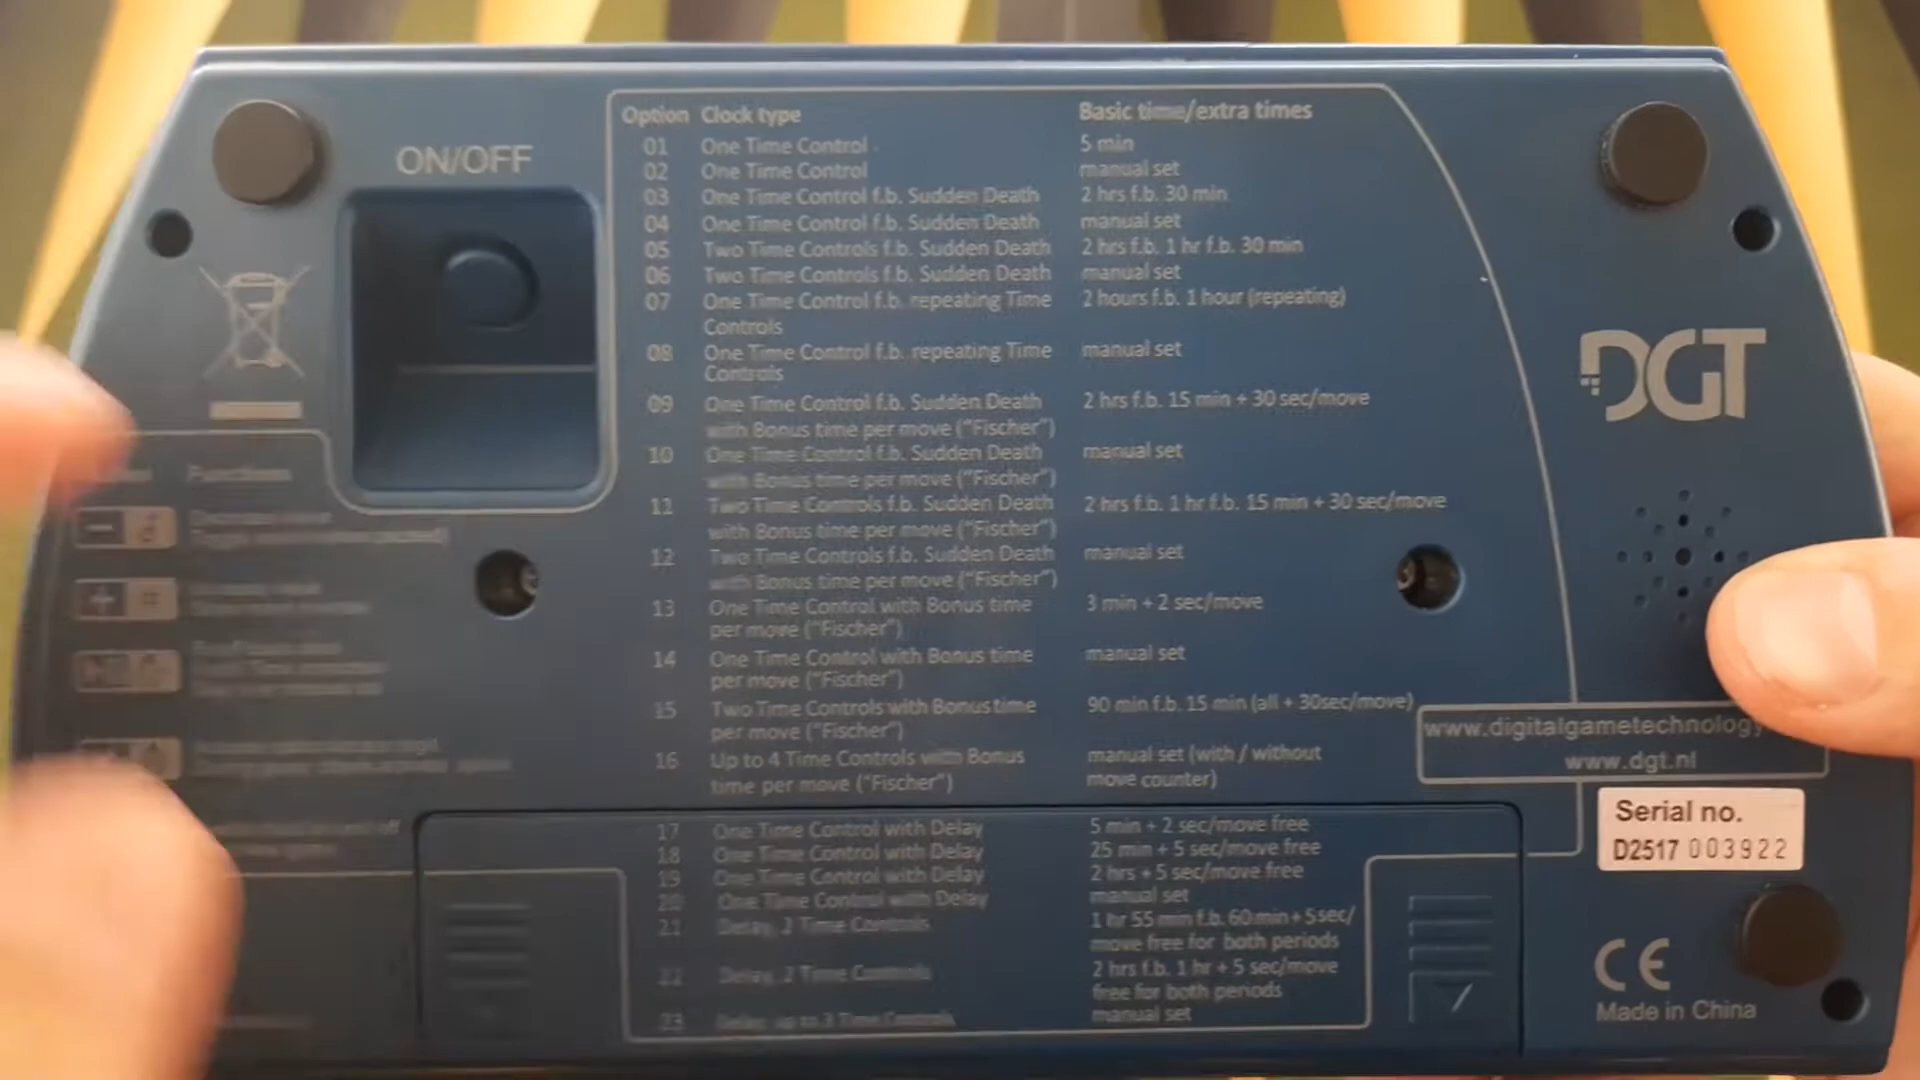 ON/OFF
Option Clock type Basic time/extra times
01 One Time Control 5 min
02 One Time Control manual set
03 One Time Control f.b. Sudden Death 2 hrs f.b. 30 min
04 One Time Control f.b. Sudden Death manual set
05 Two Time Controls f.b. Sudden Death 2 hrs f.b. 1 hr f.b. 30 min
06 Two Time Controls f.b. Sudden Death manual set
07 One Time Control f.b. repeating Time 2 hours f.b. 1 hour (repeating)
Controls
08 One Time Control f.b. repeating Time manual set
Controls
09 One Time Control f.b. Sudden Death 2 hrs f.b. 15 min + 30 sec/move
with Bonus time per move ("Fischer")
10 One Time Control f.b. Sudden Death manual set
with Bonus time per move ("Fischer")
11 Two Time Controls f.b. Sudden Death 2 hrs f.b. 1 hr f.b. 15 min + 30 sec/move
with Bonus time per move ("Fischer")
12 Two Time Controls f.b. Sudden Death manual set
with Bonus time per move ("Fischer")
13 One Time Control with Bonus time 3 min + 2 sec/move
per move ("Fischer")
14 One Time Control with Bonus time manual set
per move ("Fischer")
15 Two Time Controls with Bonus time 90 min f.b. 15 min (all + 30sec/move)
per move ("Fischer")
16 Up to 4 Time Controls with Bonus manual set (with / without
time per move ("Fischer") move counter)
17 One Time Control with Delay 5 min + 2 sec/move free
18 One Time Control with Delay 25 min + 5 sec/move free
19 One Time Control with Delay 2 hrs + 5 sec/move free
20 One Time Control with Delay manual set
21 Delay, 2 Time Controls 1 hr 55 min f.b. 60 min + 5 sec/
move free for both periods
22 Delay, 2 Time Controls 2 hrs f.b. 1 hr + 5 sec/move
free for both periods
23 Delay, up to 3 Time Controls manual set
Functions
DGT
www.digitalgametechnology
www.dgt.nl
Serial no.
D2517 003922
CE
Made in China